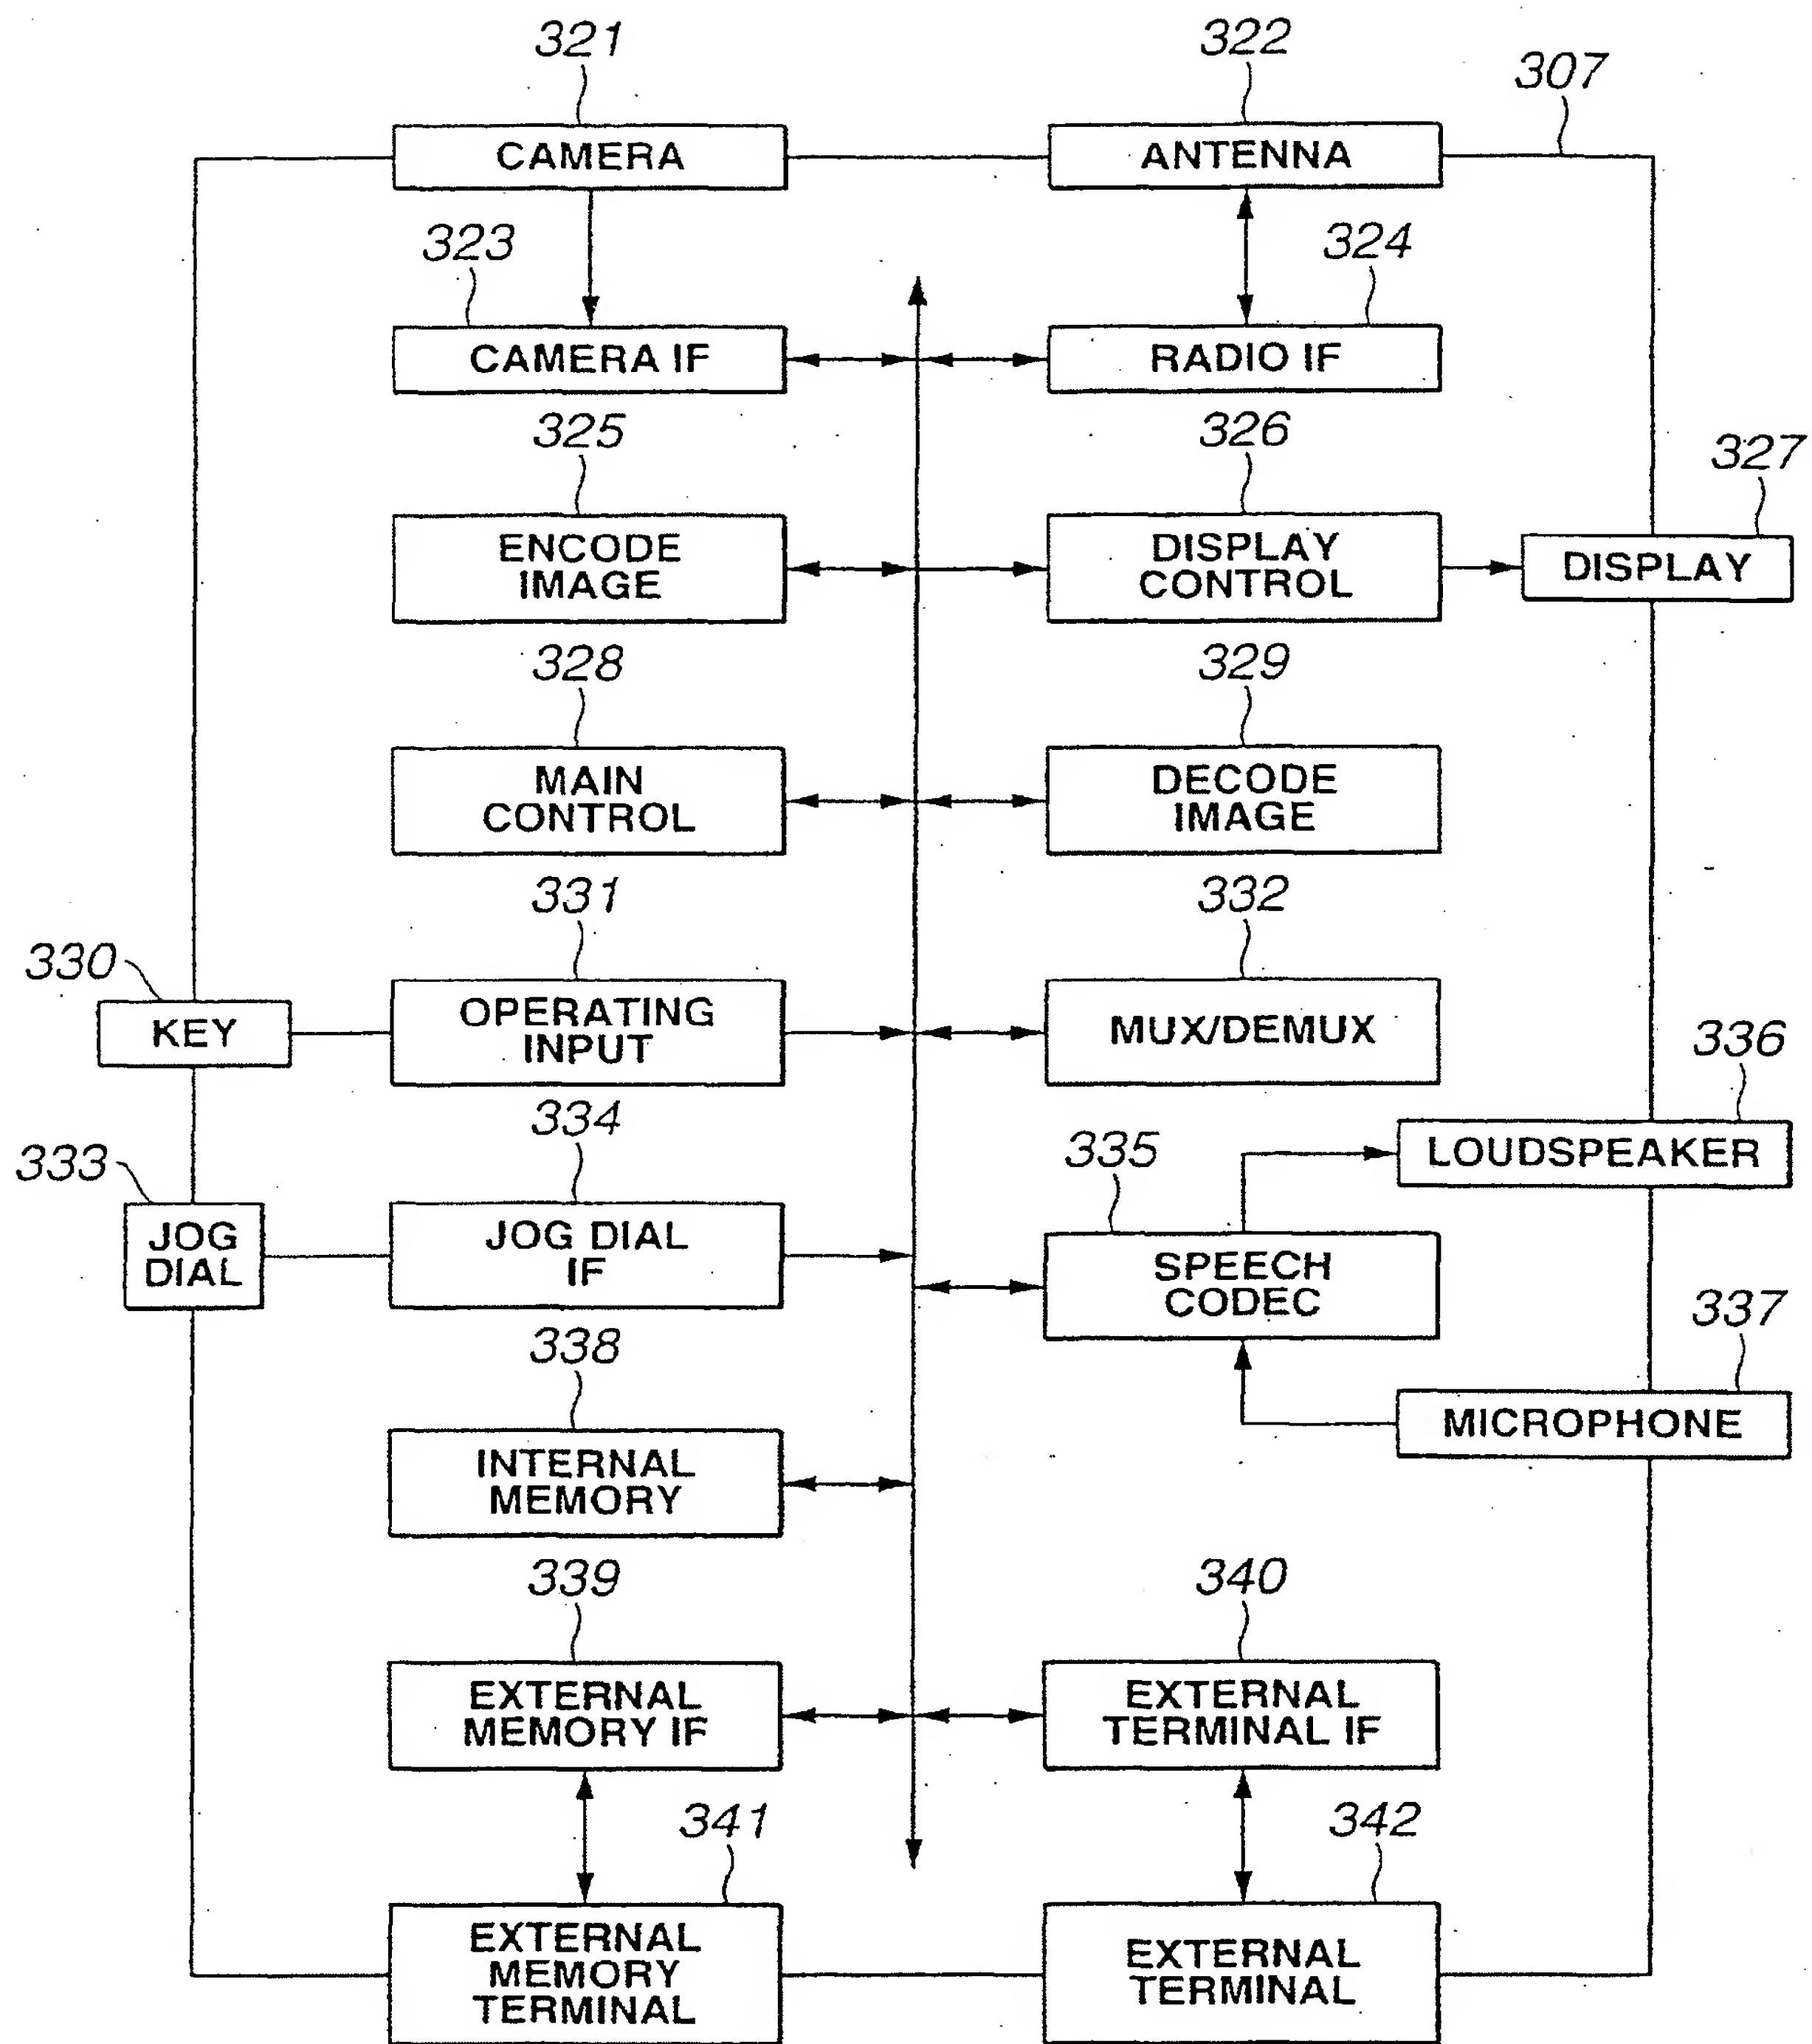 321
322
307
CAMERA
ANTENNA
323
324
CAMERA IF
RADIO IF
325
326
327
ENCODE
IMAGE
DISPLAY
CONTROL
DISPLAY
328
329
MAIN
CONTROL
DECODE
IMAGE
331
332
330
KEY
OPERATING
INPUT
MUX/DEMUX
336
334
335
333
LOUDSPEAKER
JOG
DIAL
JOG DIAL
IF
SPEECH
CODEC
337
338
MICROPHONE
INTERNAL
MEMORY
339
340
EXTERNAL
MEMORY IF
EXTERNAL
TERMINAL IF
341
342
EXTERNAL
MEMORY
TERMINAL
EXTERNAL
TERMINAL